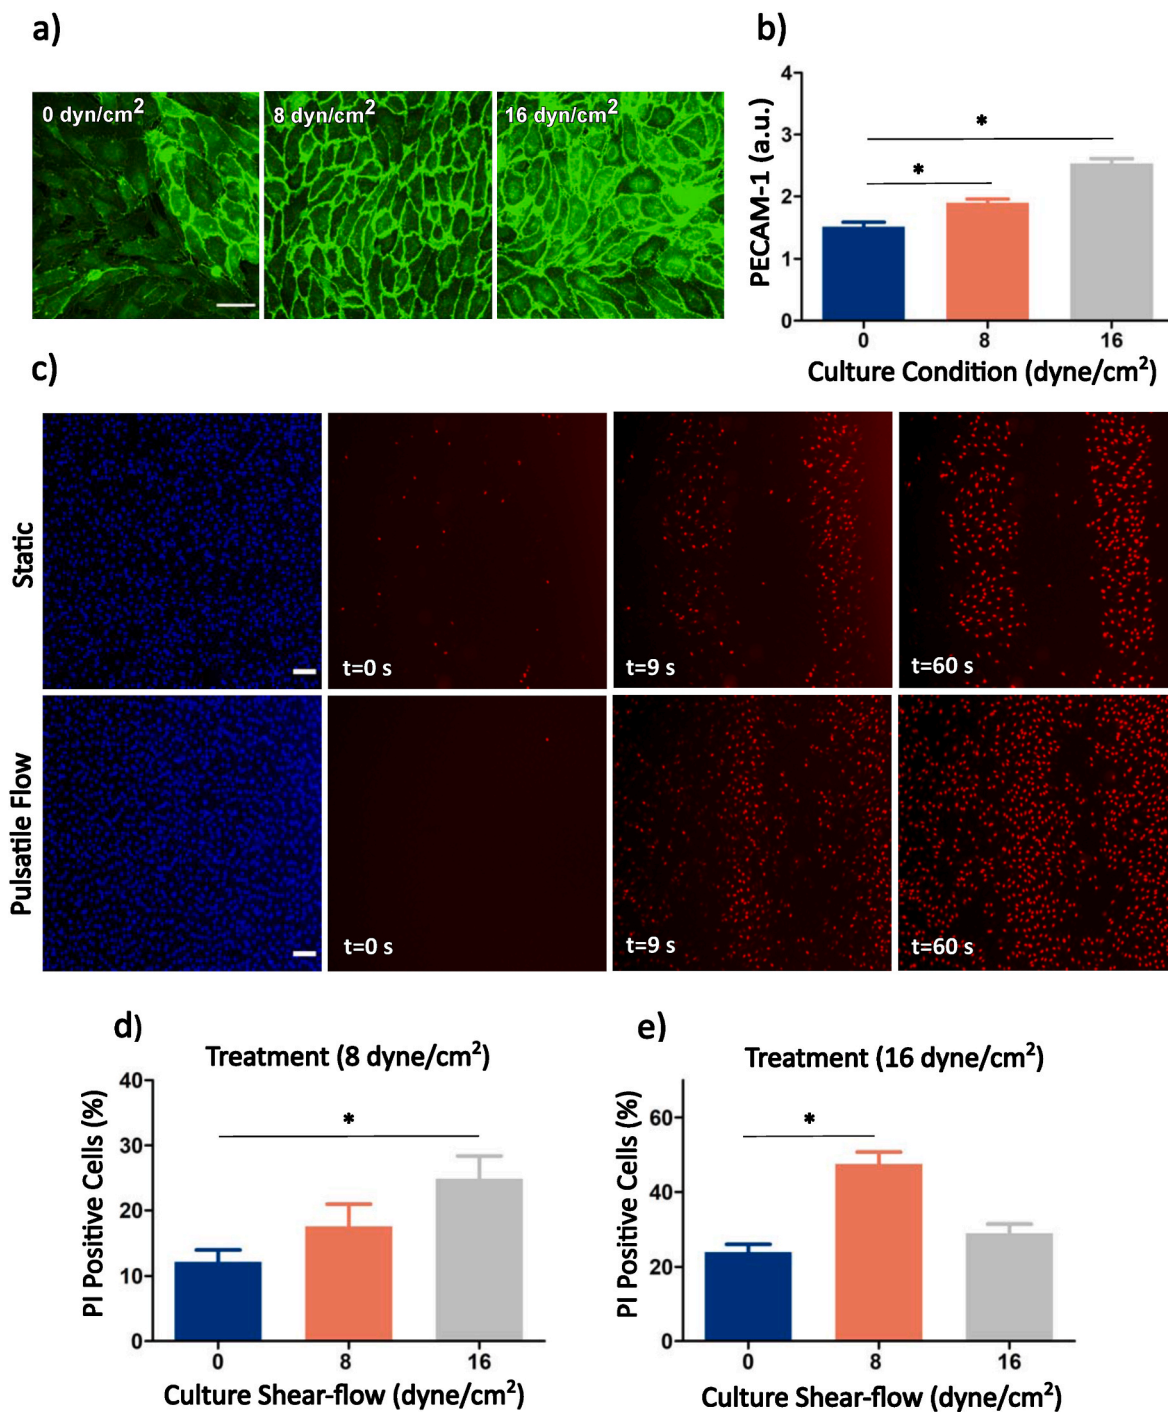 a)
0 dyn/cm²
8 dyn/cm²
16 dyn/cm²
b)
4
3
2
1
0
PECAM-1 (a.u.)
*
*
0 8 16
Culture Condition (dyne/cm²)
c)
Static
t=0 s
t=9 s
t=60 s
Pulsatile Flow
t=0 s
t=9 s
t=60 s
d)
Treatment (8 dyne/cm²)
40
30
20
10
0
PI Positive Cells (%)
*
0 8 16
Culture Shear-flow (dyne/cm²)
e)
Treatment (16 dyne/cm²)
60
40
20
0
PI Positive Cells (%)
*
0 8 16
Culture Shear-flow (dyne/cm²)